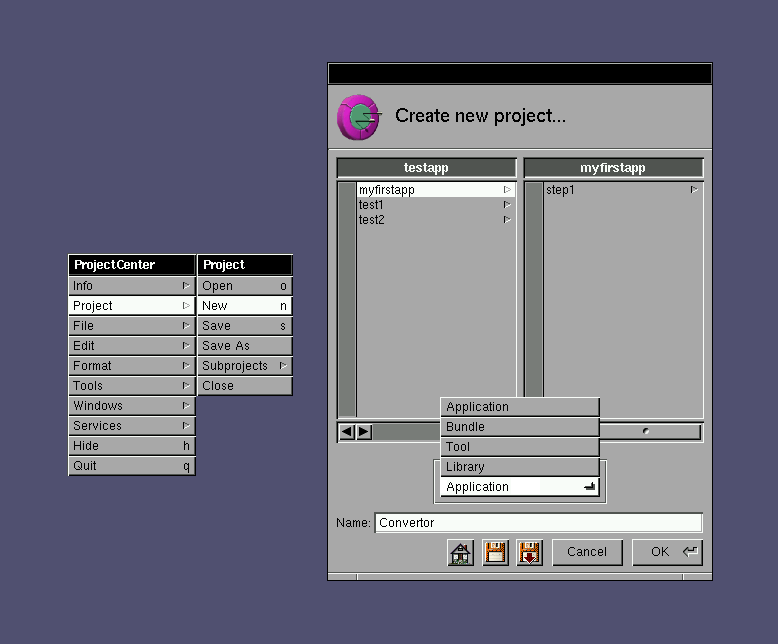 Create new project...
testapp
myfirstapp
myfirstapp
test1
test2
step1
ProjectCenter
Info
Project
File
Edit
Format
Tools
Windows
Services
Hide h
Quit q
Project
Open o
New n
Save s
Save As
Subprojects
Close
Application
Bundle
Tool
Library
Application
Name: Convertor
Cancel
OK